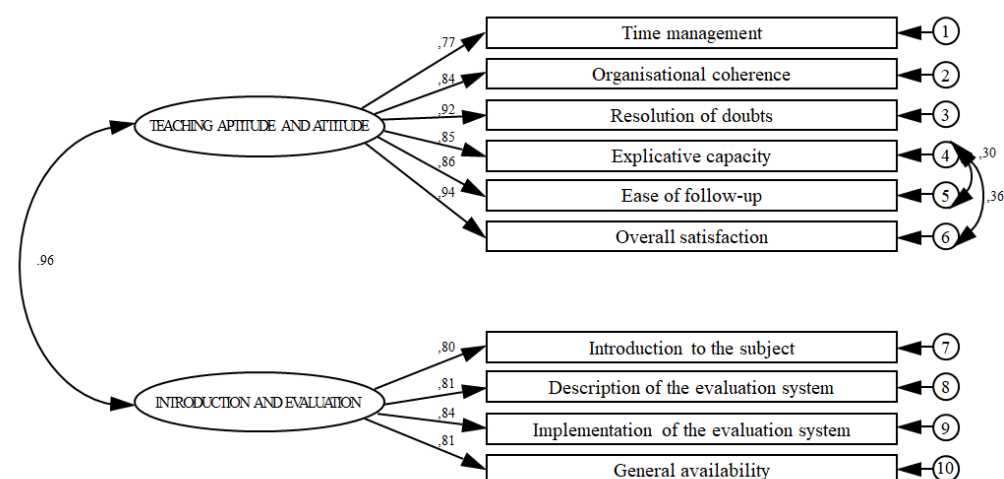 ,77
Time management
1
,84
Organisational coherence
2
,92
Resolution of doubts
3
TEACHING APTITUDE AND ATTITUDE
,85
Explicative capacity
4
,30
,86
Ease of follow-up
5
,36
,94
Overall satisfaction
6
.96
,80
Introduction to the subject
7
,81
Description of the evaluation system
8
INTRODUCTION AND EVALUATION
,84
Implementation of the evaluation system
9
,81
General availability
10